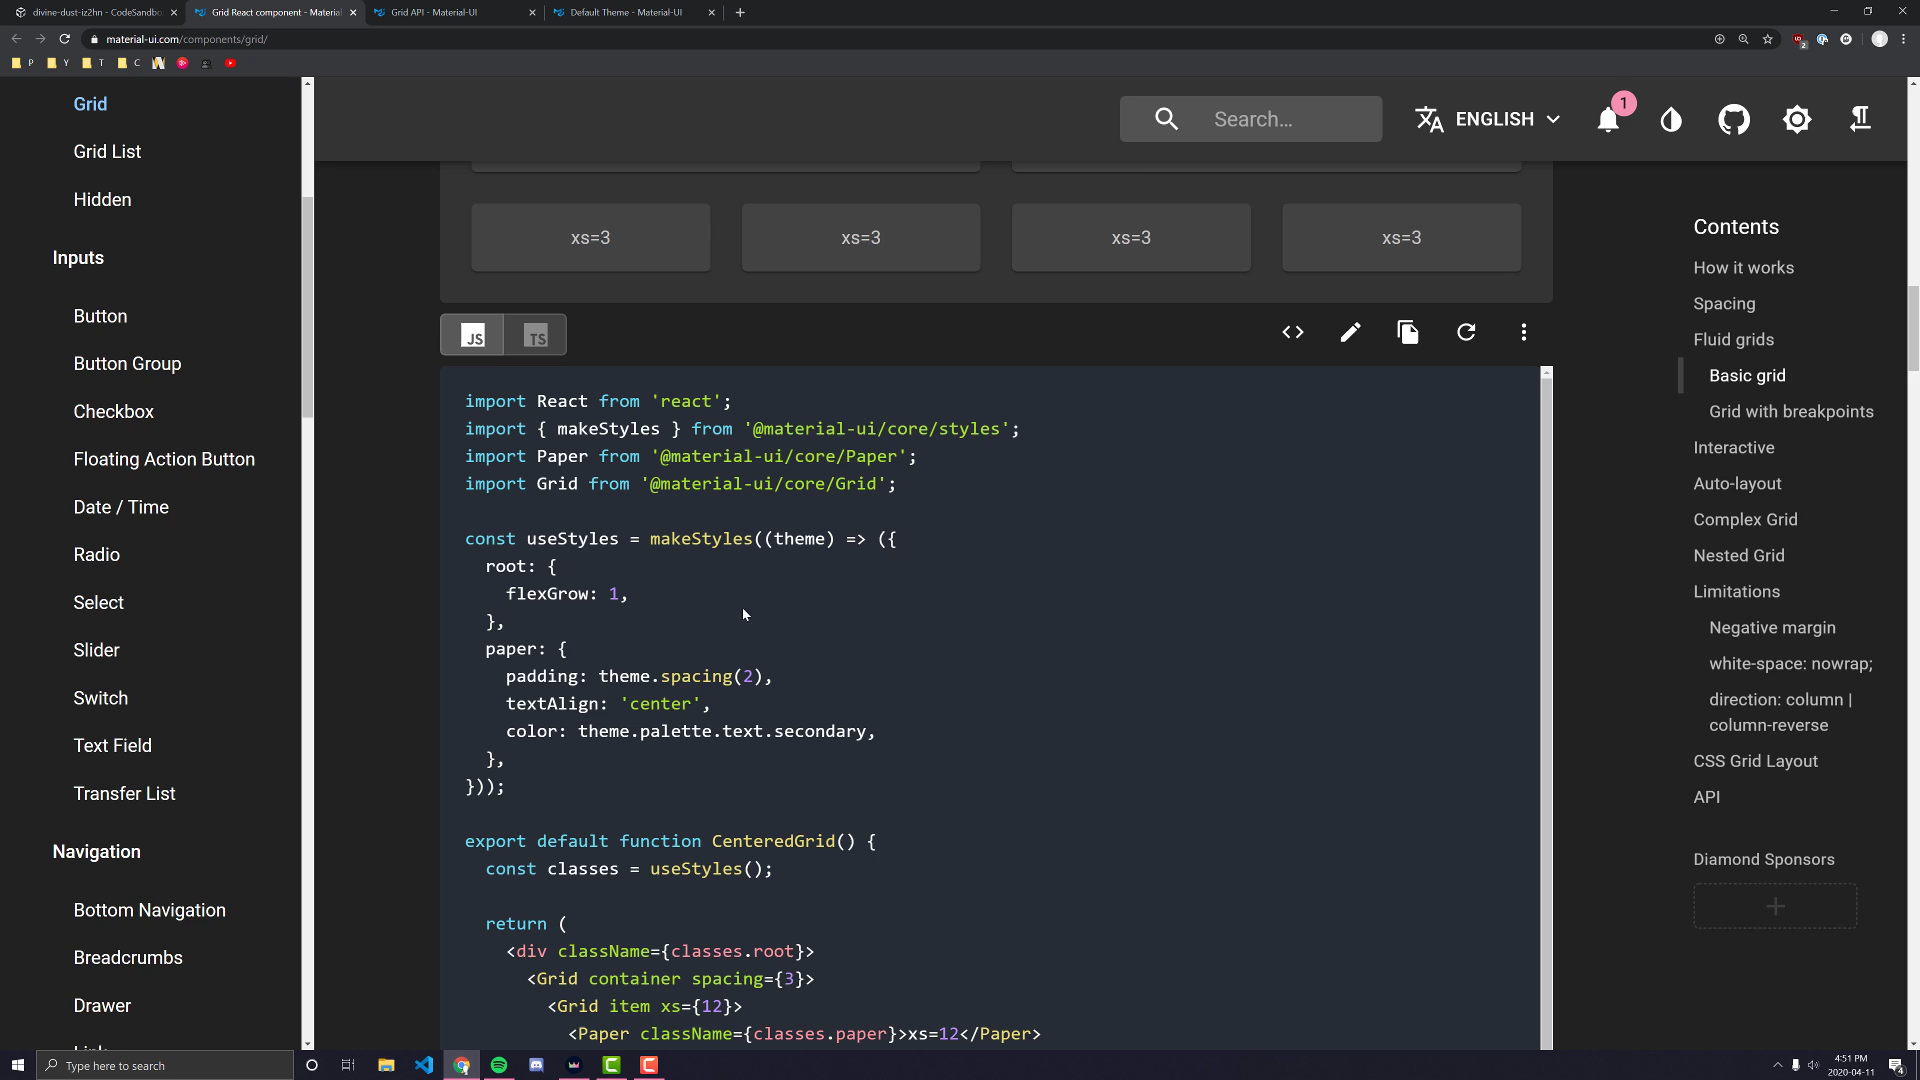 divine-dust-iz2hn - CodeSandbo
Grid React component - Material
Grid API - Material-UI
Default Theme - Material-UI
material-ui.com/components/grid/
P
Y
T
C
Grid
Grid List
Hidden
Inputs
Button
Button Group
Checkbox
Floating Action Button
Date / Time
Radio
Select
Slider
Switch
Text Field
Transfer List
Navigation
Bottom Navigation
Breadcrumbs
Drawer
Search…
ENGLISH
1
xs=3
xs=3
xs=3
xs=3
JS
TS
import React from 'react';
import { makeStyles } from '@material-ui/core/styles';
import Paper from '@material-ui/core/Paper';
import Grid from '@material-ui/core/Grid';
const useStyles = makeStyles((theme) => ({
root: {
flexGrow: 1,
},
paper: {
padding: theme.spacing(2),
textAlign: 'center',
color: theme.palette.text.secondary,
},
}));
export default function CenteredGrid() {
const classes = useStyles();
return (
<div className={classes.root}>
<Grid container spacing={3}>
<Grid item xs={12}>
<Paper className={classes.paper}>xs=12</Paper>
Contents
How it works
Spacing
Fluid grids
Basic grid
Grid with breakpoints
Interactive
Auto-layout
Complex Grid
Nested Grid
Limitations
Negative margin
white-space: nowrap;
direction: column |
column-reverse
CSS Grid Layout
API
Diamond Sponsors
Type here to search
4:51 PM
2020-04-11
4